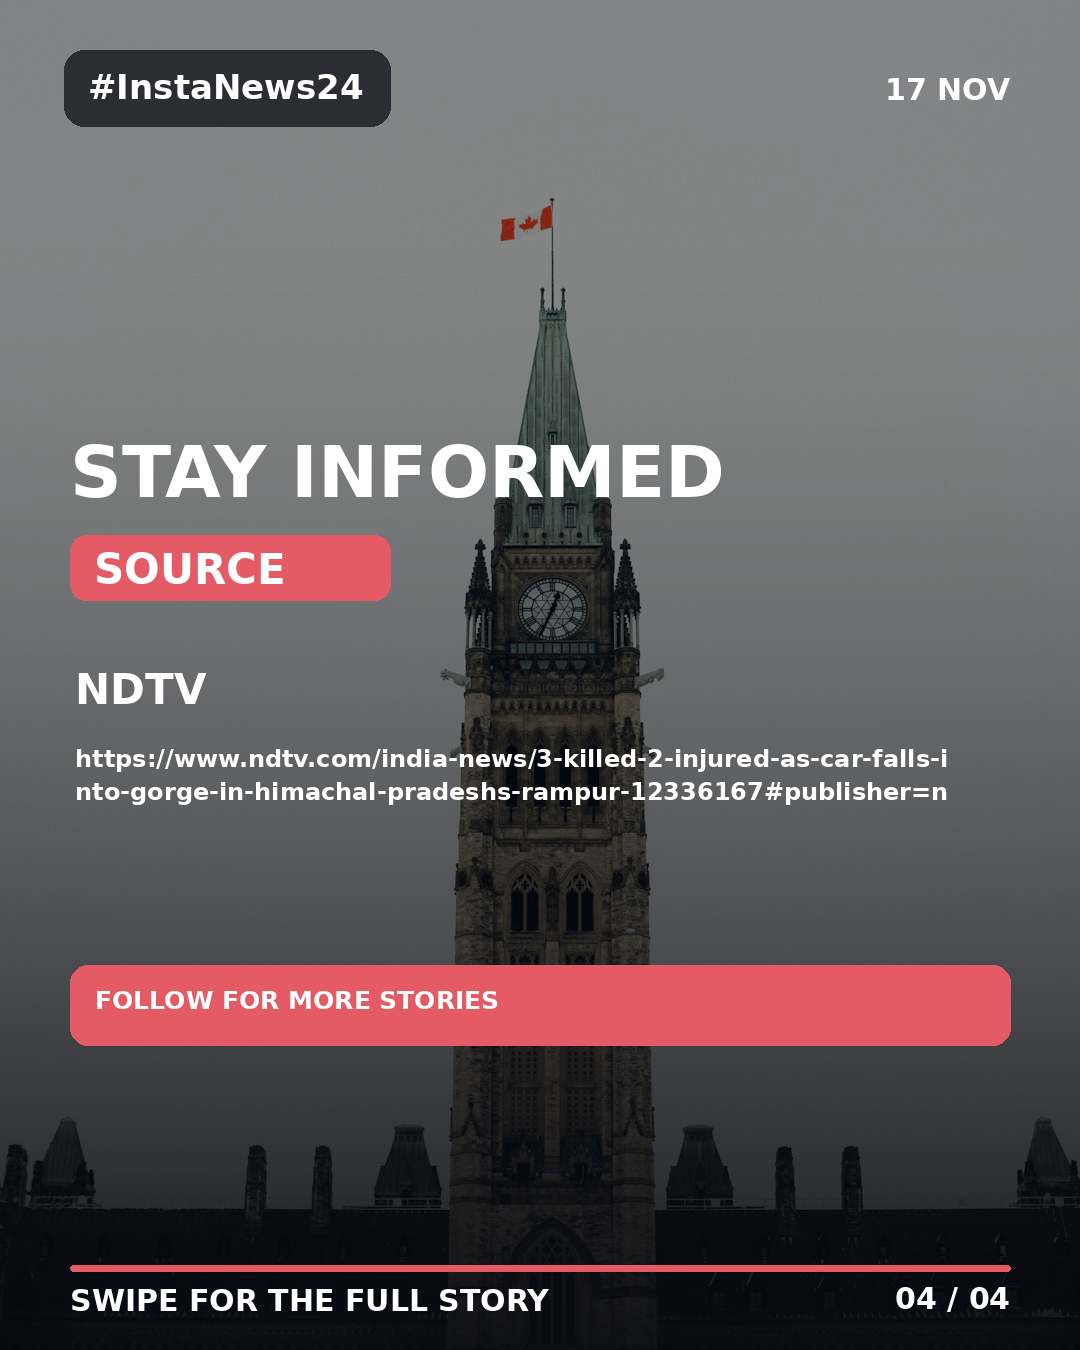 #InstaNews24
17 NOV
STAY INFORMED
SOURCE
NDTV
https://www.ndtv.com/india-news/3-killed-2-injured-as-car-falls-i
nto-gorge-in-himachal-pradeshs-rampur-12336167#publisher=n
FOLLOW FOR MORE STORIES
SWIPE FOR THE FULL STORY
04 / 04